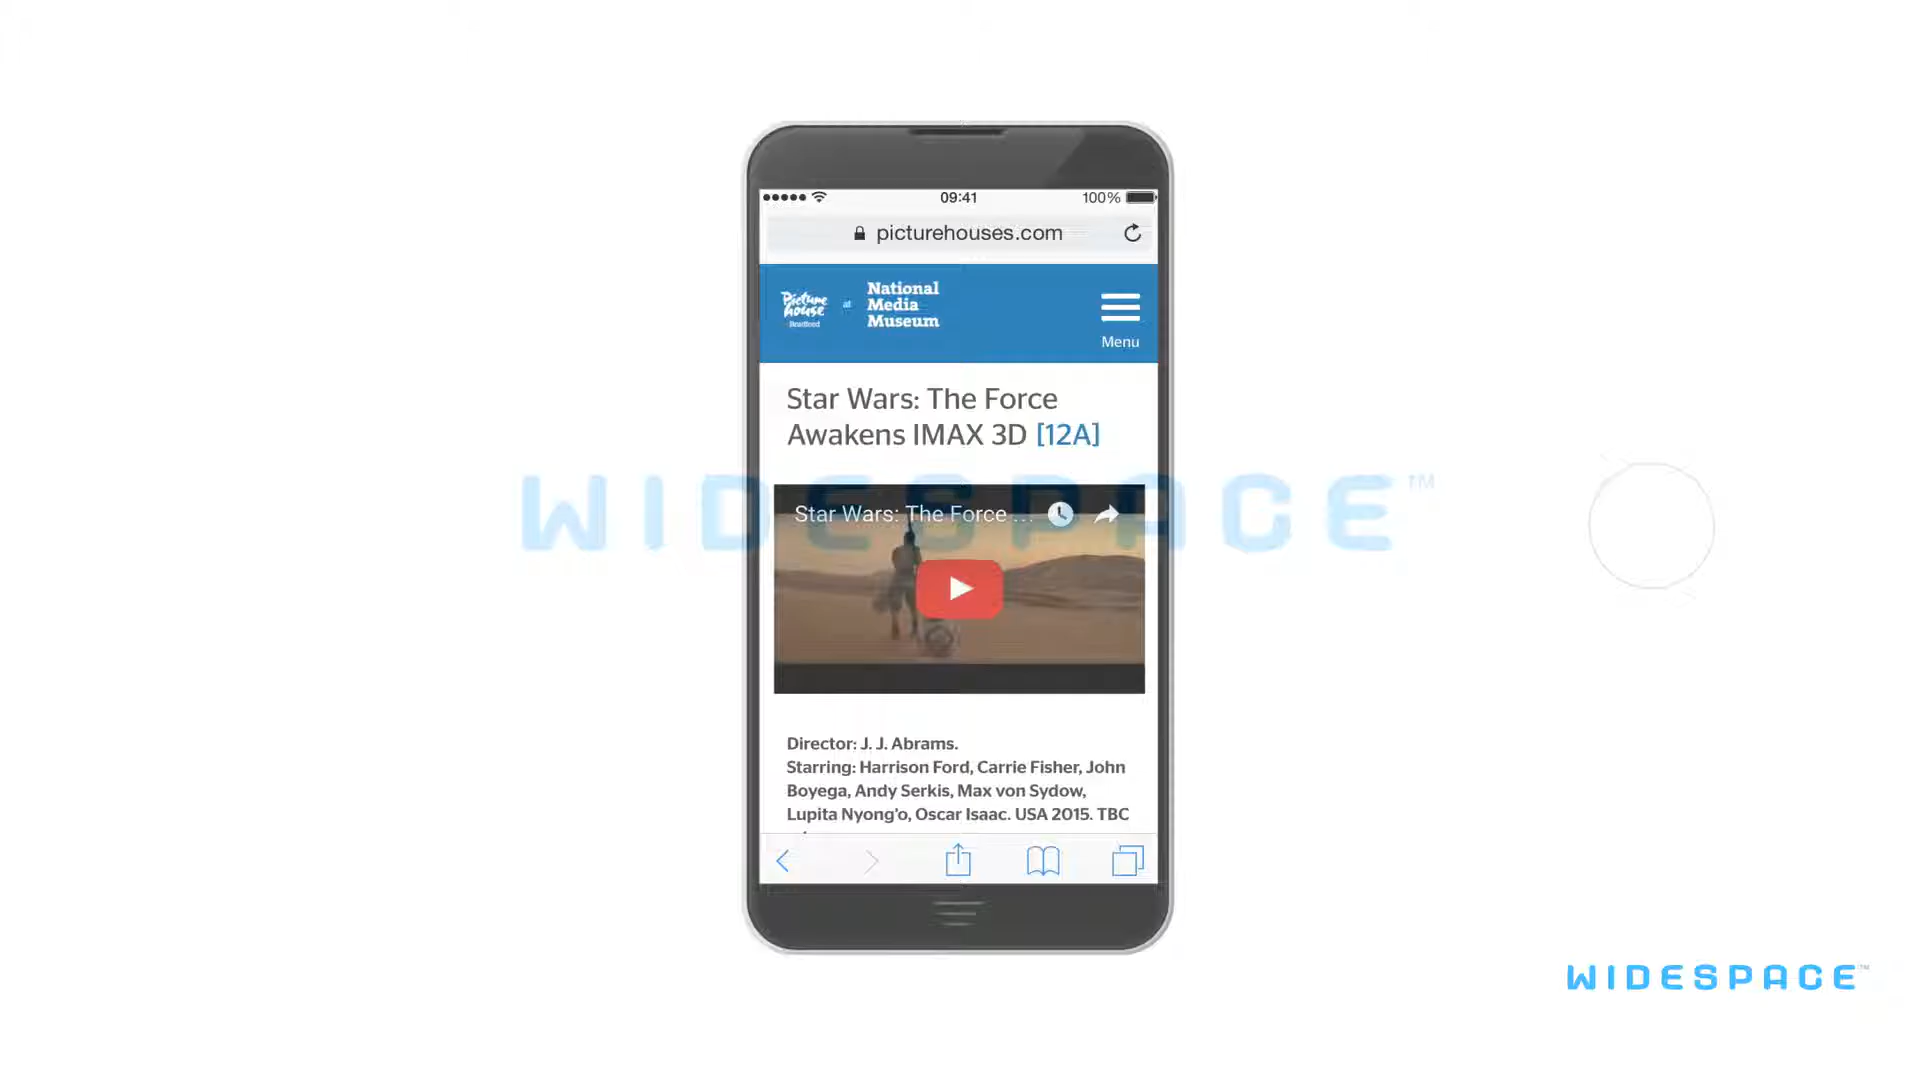 09:41
100%
picturehouses.com
Picture
house
Bradford
at
National
Media
Museum
Menu
Star Wars: The Force
Awakens IMAX 3D [12A]
WIDESPACE™
Star Wars: The Force ...
Director: J. J. Abrams.
Starring: Harrison Ford, Carrie Fisher, John
Boyega, Andy Serkis, Max von Sydow,
Lupita Nyong'o, Oscar Isaac. USA 2015. TBC
WIDESPACE™